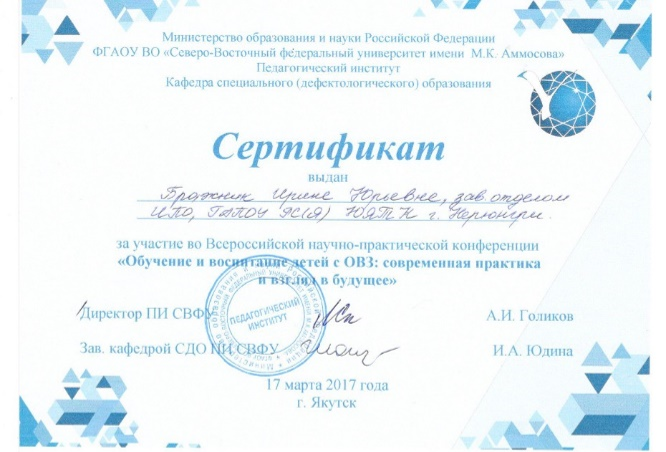 Министерство образования и науки Российской Федерации
ФГАОУ ВО «Северо-Восточный федеральный университет имени М.К. Аммосова»
Педагогический институт
Кафедра специального (дефектологического) образования
Сертификат
выдан
Бражник Ирине Юрьевне, зав. отделом
ИПО, ГАПОУ РС(Я) ЮЯТК г. Нерюнгри.
за участие во Всероссийской научно-практической конференции
«Обучение и воспитание детей с ОВЗ: современная практика
и взгляд в будущее»
ПЕДАГОГИЧЕСКИЙ
ИНСТИТУТ
Директор ПИ СВФУ А.И. Голиков
Зав. кафедрой СДО ПИ СВФУ И.А. Юдина
17 марта 2017 года
г. Якутск